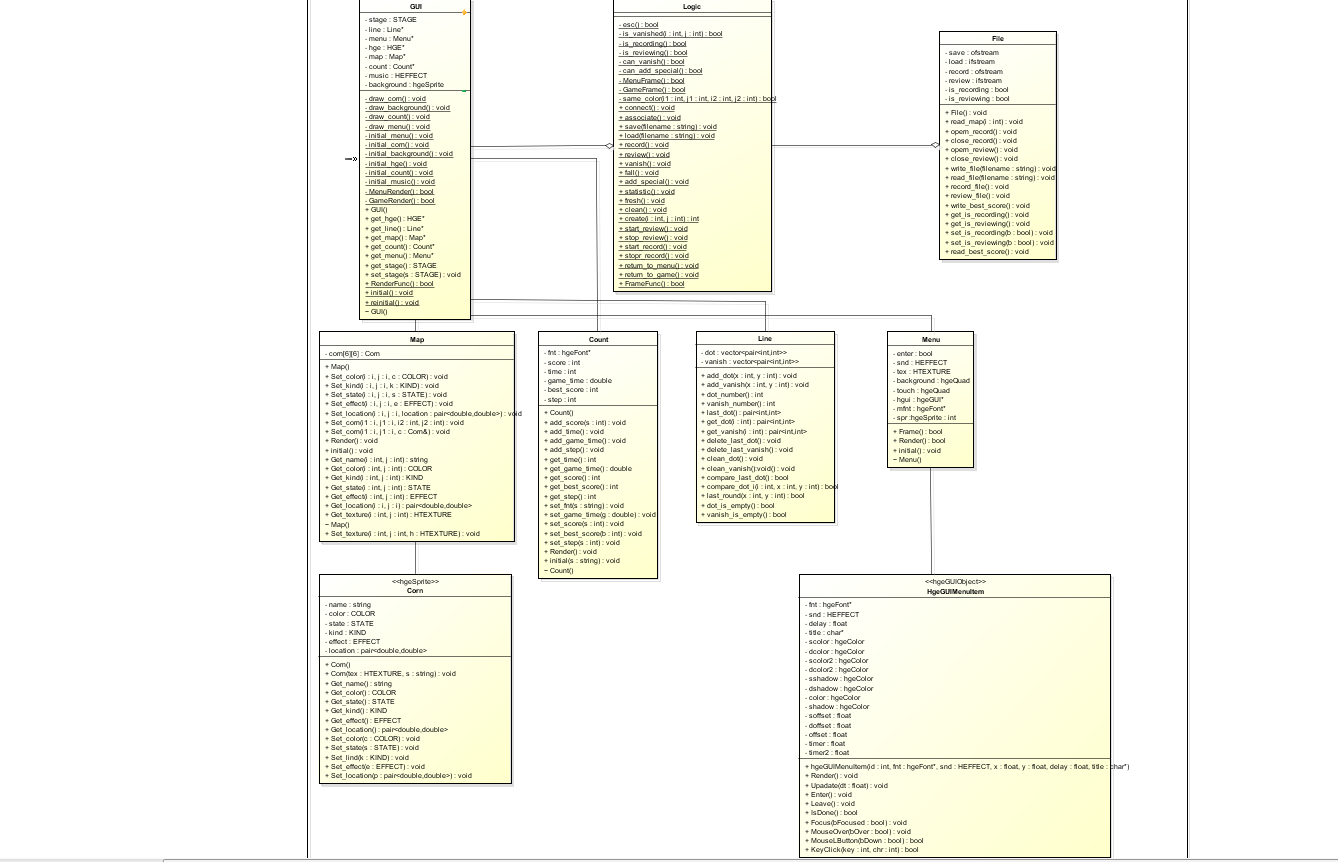 GUI
- stage : STAGE
- line : Line*
- menu : Menu*
- hge : HGE*
- map : Map*
- count : Count*
- music : HEFFECT
- background : hgeSprite
- draw_corn() : void
- draw_background() : void
- draw_count() : void
- draw_menu() : void
- initial_menu() : void
- initial_corn() : void
- initial_background() : void
- initial_hge() : void
- initial_count() : void
- initial_music() : void
- MenuRender() : bool
- GameRender() : bool
+ GUI()
+ get_hge() : HGE*
+ get_line() : Line*
+ get_map() : Map*
+ get_count() : Count*
+ get_menu() : Menu*
+ get_stage() : STAGE
+ set_stage(s : STAGE) : void
+ RenderFunc() : bool
+ initial() : void
+ reinitial() : void
~ GUI()
Logic
- esc() : bool
- is_vanished(i : int, j : int) : bool
- is_recording() : bool
- is_reviewing() : bool
- can_vanish() : bool
- can_add_special() : bool
- MenuFrame() : bool
- GameFrame() : bool
- same_color(i1 : int, j1 : int, i2 : int, j2 : int) : bool
+ connect() : void
+ associate() : void
+ save(filename : string) : void
+ load(filename : string) : void
+ record() : void
+ review() : void
+ vanish() : void
+ fall() : void
+ add_special() : void
+ statistic() : void
+ fresh() : void
+ clean() : void
+ create(i : int, j : int) : int
+ start_review() : void
+ stop_review() : void
+ start_record() : void
+ stopr_record() : void
+ return_to_menu() : void
+ return_to_game() : void
+ FrameFunc() : bool
File
- save : ofstream
- load : ifstream
- record : ofstream
- review : ifstream
- is_recording : bool
- is_reviewing : bool
+ File() : void
+ read_map(i : int) : void
+ opem_record() : void
+ close_record() : void
+ opem_review() : void
+ close_review() : void
+ write_file(filename : string) : void
+ read_file(filename : string) : void
+ record_file() : void
+ review_file() : void
+ write_best_score() : void
+ get_is_recording() : void
+ get_is_reviewing() : void
+ set_is_recording(b : bool) : void
+ set_is_reviewing(b : bool) : void
+ read_best_score() : void
Map
- corn[6][6] : Corn
+ Map()
+ Set_color(i : i, j : i, c : COLOR) : void
+ Set_kind(i : i, j : i, k : KIND) : void
+ Set_state(i : i, j : i, s : STATE) : void
+ Set_effect(i : i, j : i, e : EFFECT) : void
+ Set_location(i : i, j : i, location : pair<double,double>) : void
+ Set_corn(i1 : i, j1 : i, i2 : int, j2 : int) : void
+ Set_corn(i1 : i, j1 : i, c : Corn&) : void
+ Render() : void
+ initial() : void
+ Get_name(i : int, j : int) : string
+ Get_color(i : int, j : int) : COLOR
+ Get_kind(i : int, j : int) : KIND
+ Get_state(i : int, j : int) : STATE
+ Get_effect(i : int, j : int) : EFFECT
+ Get_location(i : i, j : i) : pair<double,double>
+ Get_texture(i : int, j : int) : HTEXTURE
~ Map()
+ Set_texture(i : int, j : int, h : HTEXTURE) : void
Count
- fnt : hgeFont*
- score : int
- time : int
- game_time : double
- best_score : int
- step : int
+ Count()
+ add_score(s : int) : void
+ add_time() : void
+ add_game_time() : void
+ add_step() : void
+ get_time() : int
+ get_game_time() : double
+ get_score() : int
+ get_best_score() : int
+ get_step() : int
+ set_fnt(s : string) : void
+ set_game_time(g : double) : void
+ set_score(s : int) : void
+ set_best_score(b : int) : void
+ set_step(s : int) : void
+ Render() : void
+ initial(s : string) : void
~ Count()
Line
- dot : vector<pair<int,int>>
- vanish : vector<pair<int,int>>
+ add_dot(x : int, y : int) : void
+ add_vanish(x : int, y : int) : void
+ dot_number() : int
+ vanish_number() : int
+ last_dot() : pair<int,int>
+ get_dot(i : int) : pair<int,int>
+ get_vanish(i : int) : pair<int,int>
+ delete_last_dot() : void
+ delete_last_vanish() : void
+ clean_dot() : void
+ clean_vanish():void() : void
+ compare_last_dot() : bool
+ compare_dot_i(i : int, x : int, y : int) : bool
+ last_round(x : int, y : int) : bool
+ dot_is_empty() : bool
+ vanish_is_empty() : bool
Menu
- enter : bool
- snd : HEFFECT
- tex : HTEXTURE
- background : hgeQuad
- touch : hgeQuad
- hgui : hgeGUI*
- mfnt : hgeFont*
- spr :hgeSprite : int
+ Frame() : bool
+ Render() : bool
+ initial() : void
~ Menu()
<<hgeSprite>>
Corn
- name : string
- color : COLOR
- state : STATE
- kind : KIND
- effect : EFFECT
- location : pair<double,double>
+ Corn()
+ Corn(tex : HTEXTURE, s : string) : void
+ Get_name() : string
+ Get_color() : COLOR
+ Get_state() : STATE
+ Get_kind() : KIND
+ Get_effect() : EFFECT
+ Get_location() : pair<double,double>
+ Set_color(c : COLOR) : void
+ Set_state(s : STATE) : void
+ Set_lind(k : KIND) : void
+ Set_effect(e : EFFECT) : void
+ Set_location(p : pair<double,double>) : void
<<hgeGUIObject>>
HgeGUIMenuItem
- fnt : hgeFont*
- snd : HEFFECT
- delay : float
- title : char*
- scolor : hgeColor
- dcolor : hgeColor
- scolor2 : hgeColor
- dcolor2 : hgeColor
- sshadow : hgeColor
- dshadow : hgeColor
- color : hgeColor
- shadow : hgeColor
- soffset : float
- doffset : float
- offset : float
- timer : float
- timer2 : float
+ hgeGUIMenuItem(id : int, fnt : hgeFont*, snd : HEFFECT, x : float, y : float, delay : float, title : char*)
+ Render() : void
+ Upadate(dt : float) : void
+ Enter() : void
+ Leave() : void
+ IsDone() : bool
+ Focus(bFocused : bool) : void
+ MouseOver(bOver : bool) : void
+ MouseLButton(bDown : bool) : bool
+ KeyClick(key : int, chr : int) : bool